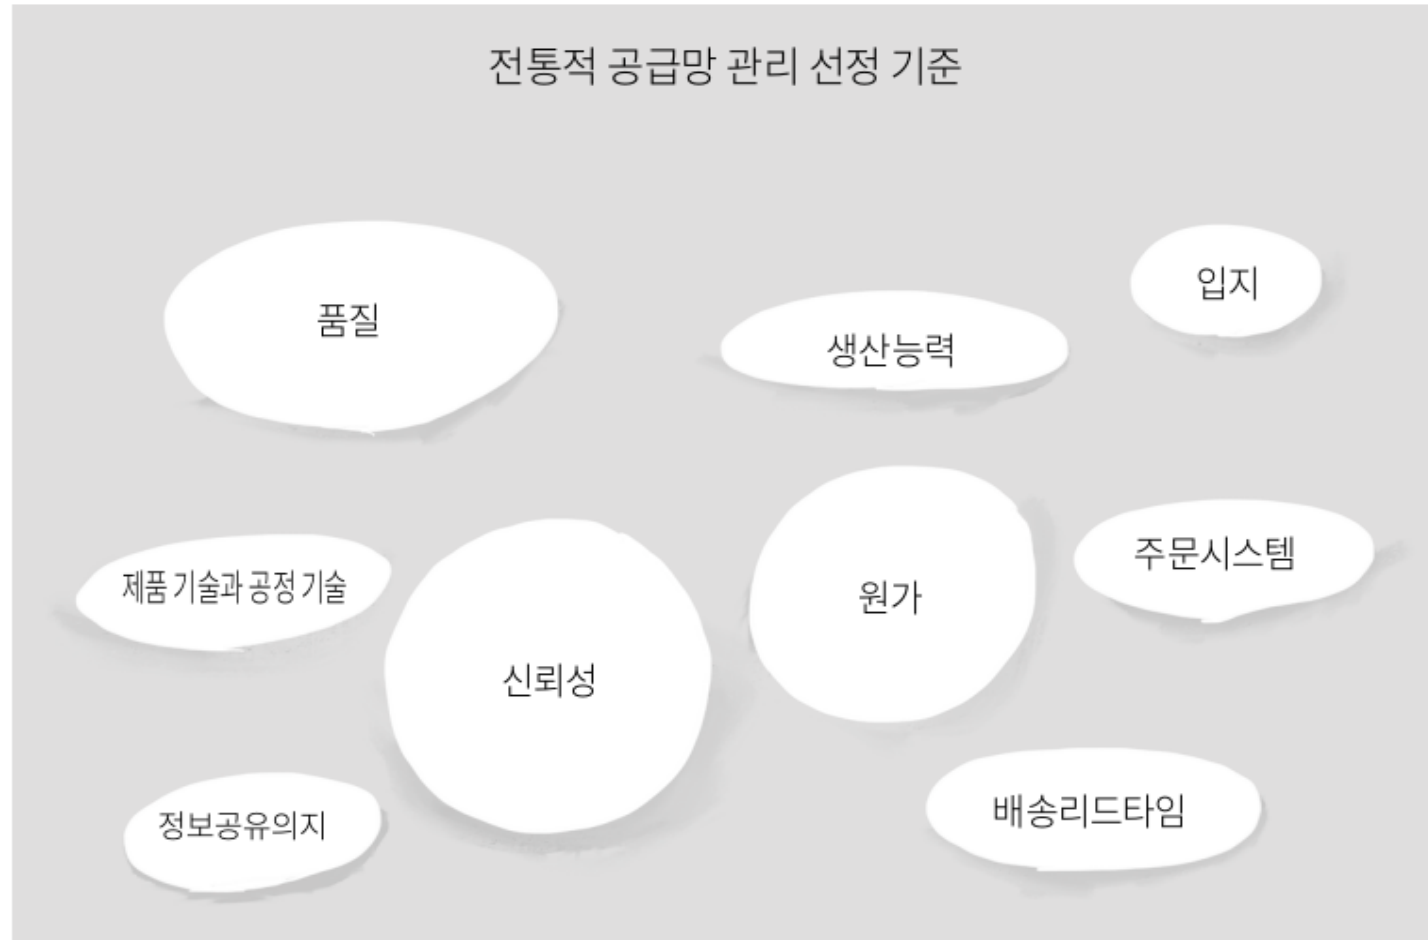 전통적 공급망 관리 선정 기준
품질
생산능력
입지
제품 기술과 공정 기술
신뢰성
원가
주문시스템
정보공유의지
배송리드타임